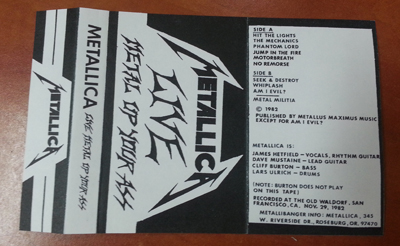 METALLICA
METALLICA LIVE METAL UP YOUR ASS
METALLICA
LIVE
METAL UP YOUR ASS
SIDE A
HIT THE LIGHTS
THE MECHANICS
PHANTOM LORD
JUMP IN THE FIRE
MOTORBREATH
NO REMORSE
SIDE B
SEEK & DESTROY
WHIPLASH
AM I EVIL?
METAL MILITIA
© 1982
PUBLISHED BY METALLUS MAXIMUS MUSIC
EXCEPT FOR AM I EVIL?
METALLICA IS:
JAMES HETFIELD - VOCALS, RHYTHM GUITAR
DAVE MUSTAINE - LEAD GUITAR
CLIFF BURTON - BASS
LARS ULRICH - DRUMS
(NOTE: BURTON DOES NOT PLAY
ON THIS TAPE)
RECORDED AT THE OLD WALDORF, SAN
FRANCISCO, CA, NOV. 29, 1982
METALLIBANGER INFO: METALLICA, 345
W. RIVERSIDE DR., ROSEBURG, OR. 97470